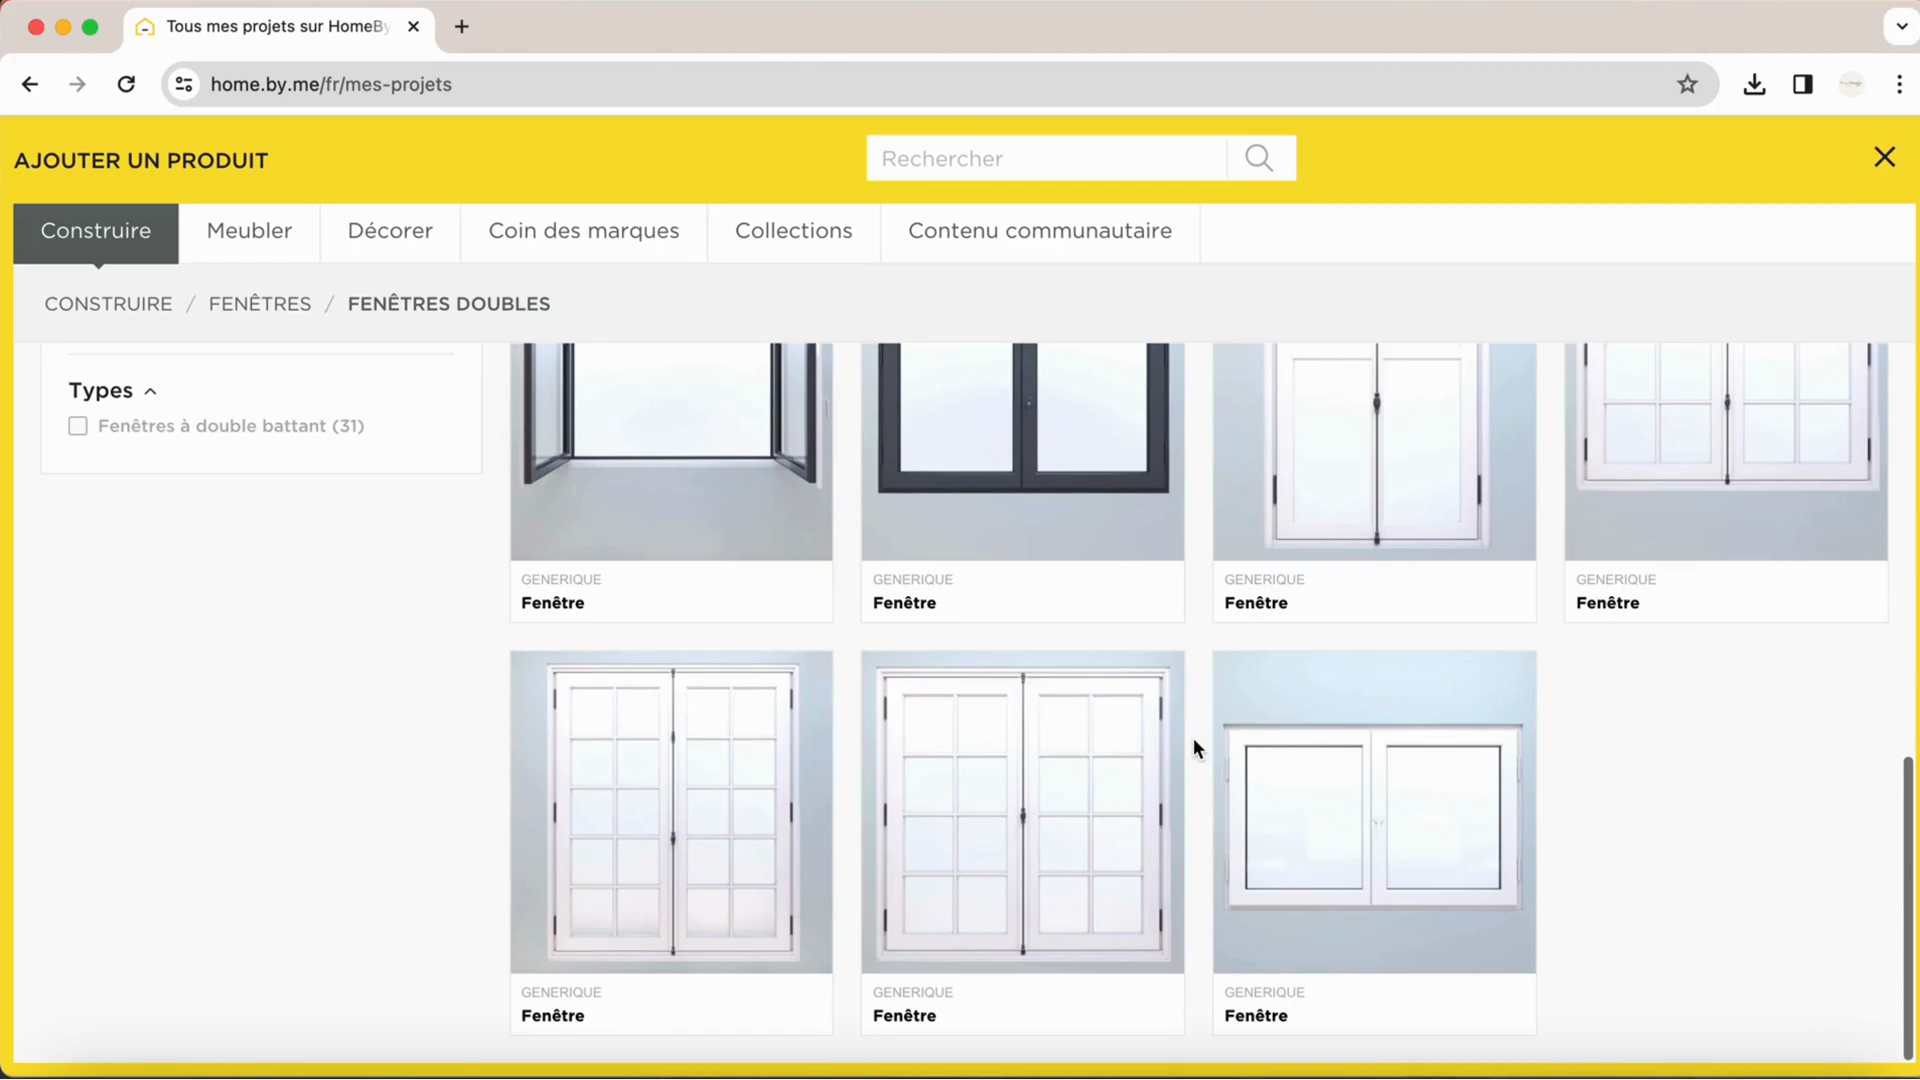 Tous mes projets sur HomeBy
home.by.me/fr/mes-projets
AJOUTER UN PRODUIT
Rechercher
Construire
Meubler
Décorer
Coin des marques
Collections
Contenu communautaire
CONSTRUIRE / FENÊTRES / FENÊTRES DOUBLES
Types
Fenêtres à double battant (31)
GENERIQUE
Fenêtre
GENERIQUE
Fenêtre
GENERIQUE
Fenêtre
GENERIQUE
Fenêtre
GENERIQUE
Fenêtre
GENERIQUE
Fenêtre
GENERIQUE
Fenêtre